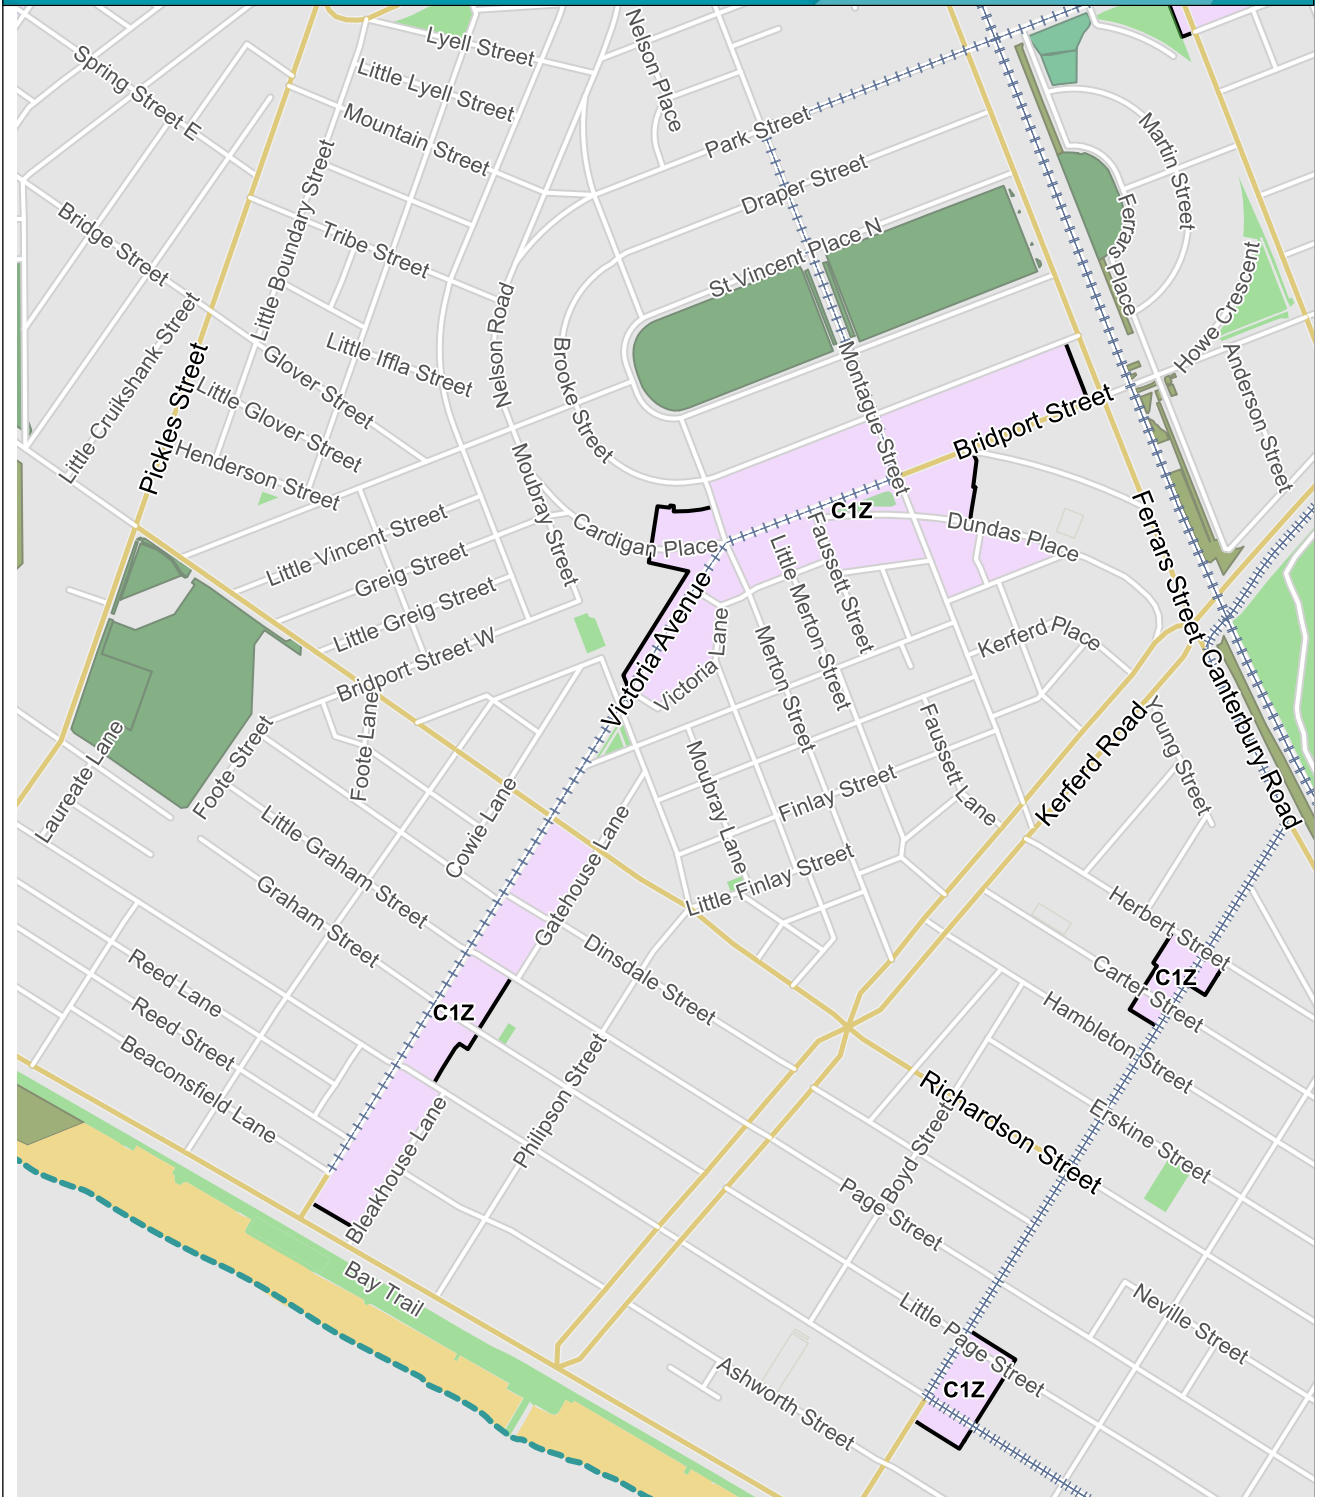 Lyell Street
Nelson Place
Spring Street E
Little Lyell Street
Mountain Street
Park Street
Martin Street
Little Boundary Street
Draper Street
Bridge Street
Tribe Street
St Vincent Place N
Ferrars Place
Howe Crescent
Little Cruikshank Street
Pickles Street
Nelson Road
Little Iffla Street
Glover Street
Brooke Street
Montague Street
Anderson Street
Little Glover Street
Bridport Street
Henderson Street
Moubray Street
C1Z
Little Vincent Street
Cardigan Place
Faussett Street
Dundas Place
Ferrars Street
Greig Street
Little Merton Street
Little Greig Street
Victoria Avenue
Victoria Lane
Merton Street
Kerferd Place
Bridport Street W
Canterbury Road
Foote Lane
Foote Street
Laureate Lane
Moubray Lane
Faussett Lane
Kerferd Road
Young Street
Finlay Street
Cowie Lane
Little Graham Street
Gatehouse Lane
Little Finlay Street
Graham Street
Herbert Street
Dinsdale Street
Reed Lane
C1Z
Carter Street
C1Z
Hambleton Street
Reed Street
Beaconsfield Lane
Philipson Street
Richardson Street
Erskine Street
Bleakhouse Lane
Boyd Street
Page Street
Bay Trail
Little Page Street
Neville Street
C1Z
Ashworth Street